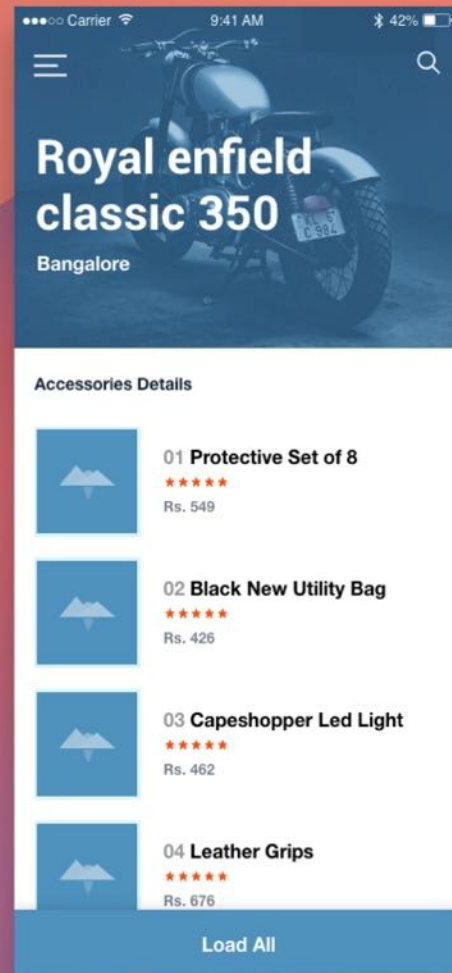 Carrier 9:41 AM 42%
Royal enfield
classic 350
Bangalore
Accessories Details
01 Protective Set of 8
Rs. 549
02 Black New Utility Bag
Rs. 426
03 Capeshopper Led Light
Rs. 462
04 Leather Grips
Rs. 676
Load All